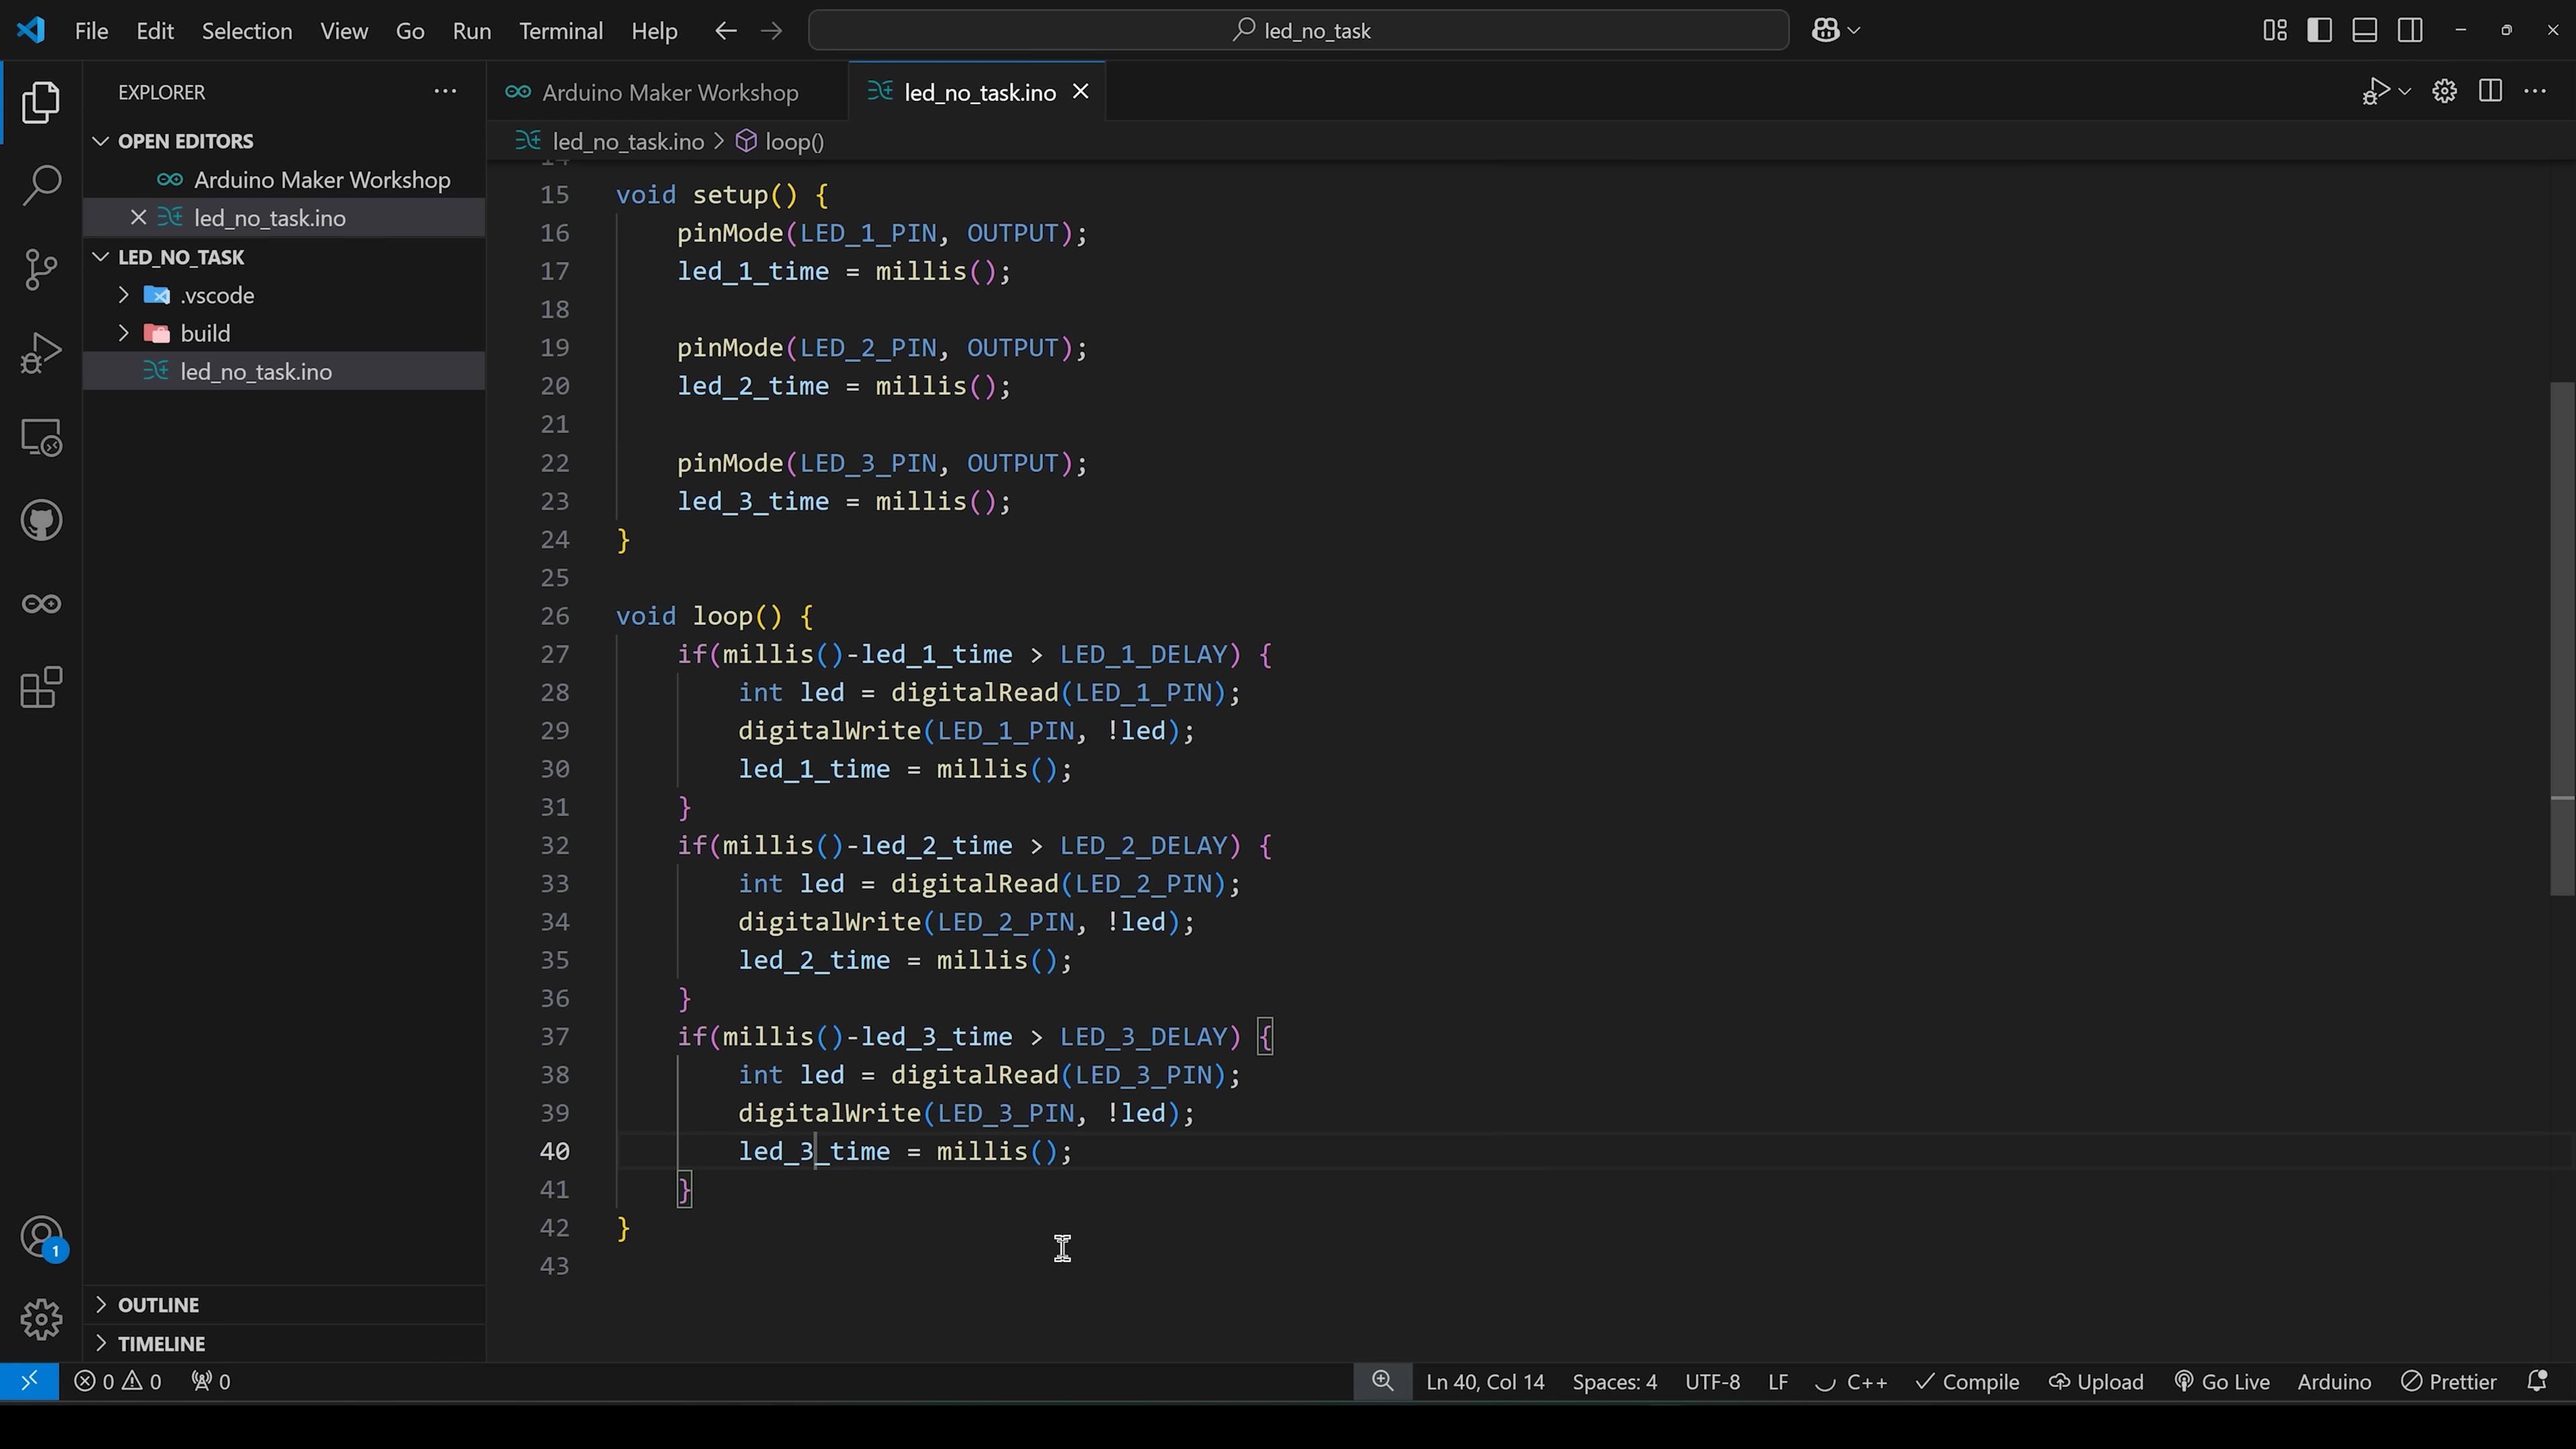 File Edit Selection View Go Run Terminal Help led_no_task
EXPLORER
OPEN EDITORS
Arduino Maker Workshop
led_no_task.ino
LED_NO_TASK
.vscode
build
led_no_task.ino
OUTLINE
TIMELINE
Arduino Maker Workshop led_no_task.ino
led_no_task.ino > loop()
14
15 void setup() {
16 pinMode(LED_1_PIN, OUTPUT);
17 led_1_time = millis();
18
19 pinMode(LED_2_PIN, OUTPUT);
20 led_2_time = millis();
21
22 pinMode(LED_3_PIN, OUTPUT);
23 led_3_time = millis();
24 }
25
26 void loop() {
27 if(millis()-led_1_time > LED_1_DELAY) {
28 int led = digitalRead(LED_1_PIN);
29 digitalWrite(LED_1_PIN, !led);
30 led_1_time = millis();
31 }
32 if(millis()-led_2_time > LED_2_DELAY) {
33 int led = digitalRead(LED_2_PIN);
34 digitalWrite(LED_2_PIN, !led);
35 led_2_time = millis();
36 }
37 if(millis()-led_3_time > LED_3_DELAY) {
38 int led = digitalRead(LED_3_PIN);
39 digitalWrite(LED_3_PIN, !led);
40 led_3_time = millis();
41 }
42 }
43
1
0 0 0 Ln 40, Col 14 Spaces: 4 UTF-8 LF C++ Compile Upload Go Live Arduino Prettier